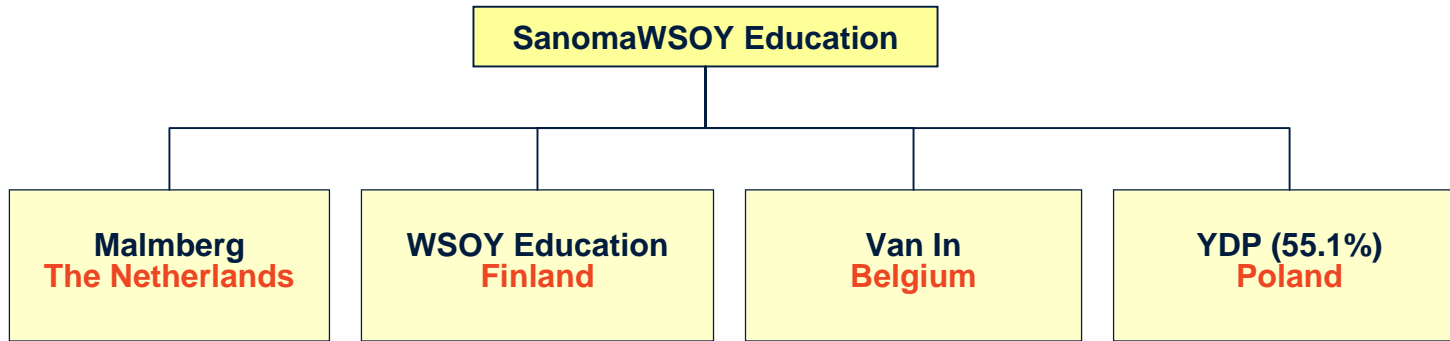 SanomaWSOY Education
Malmberg
The Netherlands
WSOY Education
Finland
Van In
Belgium
YDP (55.1%)
Poland